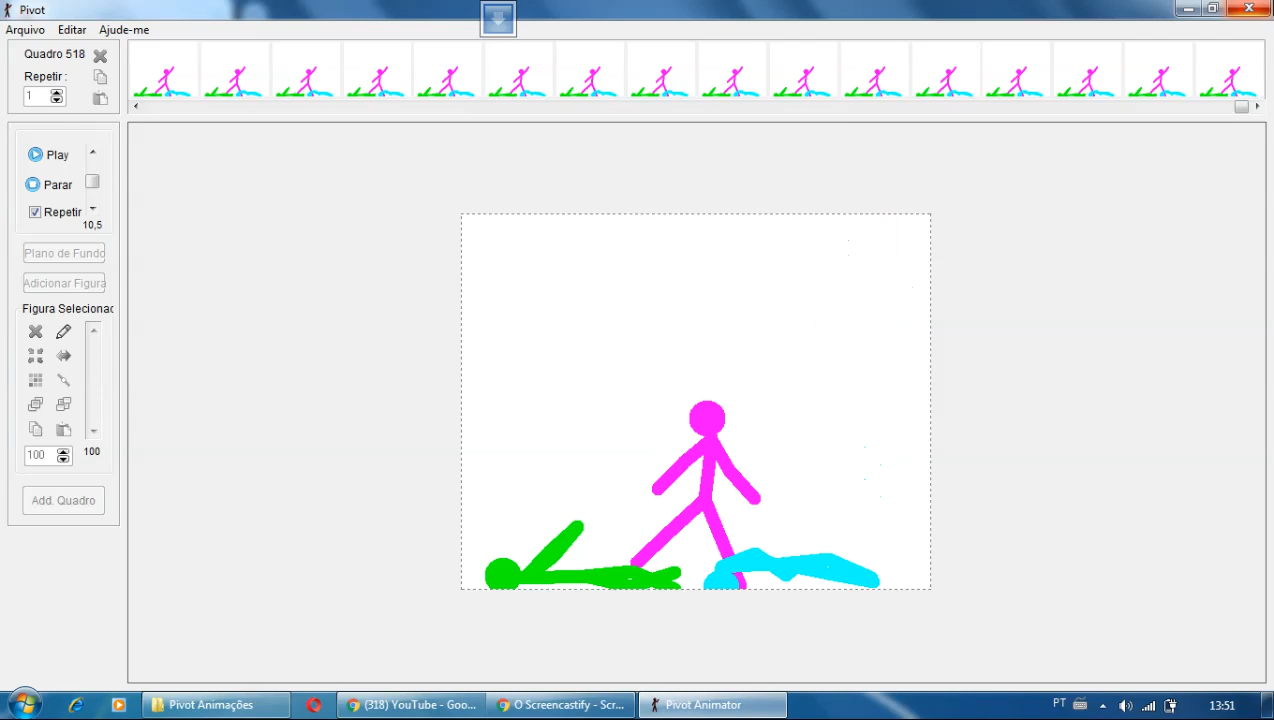 Pivot
Arquivo Editar Ajude-me
Quadro 518
Repetir :
1
Play
Parar
Repetir
10,5
Plano de Fundo
Adicionar Figura
Figura Selecionac
100 100
Add. Quadro
Pivot Animações (318) YouTube - Goo... O Screencastify - Scr... Pivot Animator PT 13:51